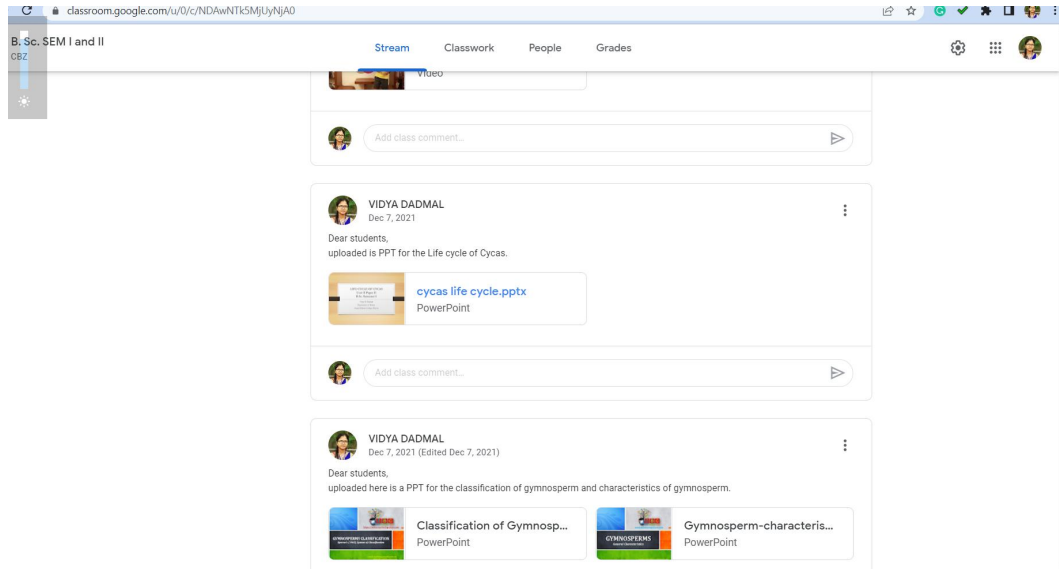 classroom.google.com/u/0/c/NDAwNTk5MjUyNjA0
B. Sc. SEM I and II
CBZ
Stream Classwork People Grades
Video
Add class comment...
VIDYA DADMAL
Dec 7, 2021
Dear students,
uploaded is PPT for the Life cycle of Cycas.
cycas life cycle.pptx
PowerPoint
Add class comment...
VIDYA DADMAL
Dec 7, 2021 (Edited Dec 7, 2021)
Dear students,
uploaded here is a PPT for the classification of gymnosperm and characteristics of gymnosperm.
GYMNOSPERMS CLASSIFICATION
Classification of Gymnosp...
PowerPoint
GYMNOSPERMS
Gymnosperm-characteris...
PowerPoint